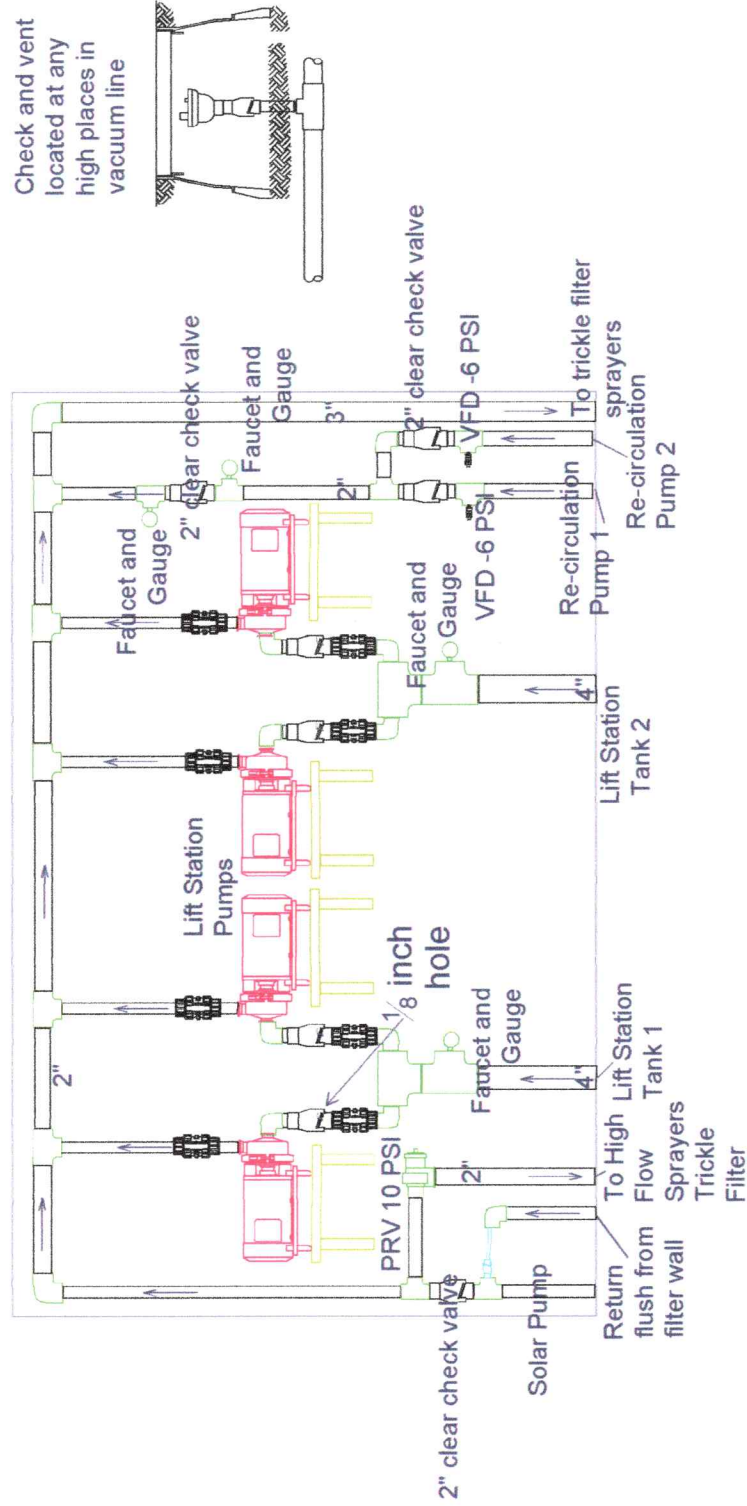 Check and vent
located at any
high places in
vacuum line
2" clear check valve
Faucet and
Gauge
3"
2" clear check valve
VFD -6 PSI
To trickle filter
sprayers
Faucet and
Gauge
2"
VFD -6 PSI
Re-circulation
Pump 2
Re-circulation
Pump 1
Faucet and
Gauge
4"
Lift Station
Tank 2
Lift Station
Pumps
1/8 inch
hole
2"
Faucet and
Gauge
4"
Lift Station
Tank 1
PRV 10 PSI
2"
To High
Flow
Sprayers
Trickle
Filter
2" clear check valve
Solar Pump
Return
flush from
filter wall